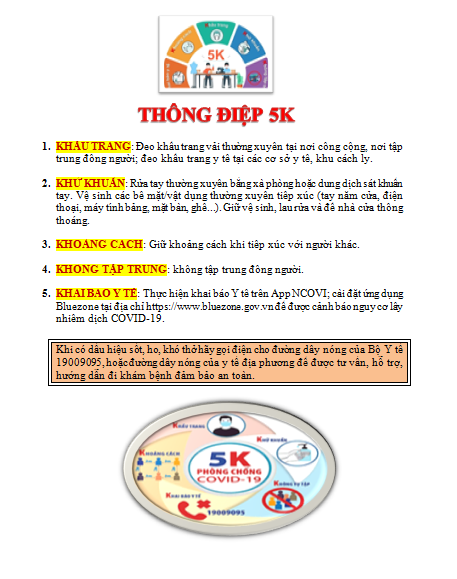 5K
THÔNG ĐIỆP 5K
1. KHẨU TRANG: Đeo khẩu trang vải thường xuyên tại nơi công cộng, nơi tập
trung đông người; đeo khẩu trang y tế tại các cơ sở y tế, khu cách ly.
2. KHỬ KHUẨN: Rửa tay thường xuyên bằng xà phòng hoặc dung dịch sát khuẩn
tay. Vệ sinh các bề mặt/vật dụng thường xuyên tiếp xúc (tay nắm cửa, điện
thoại, máy tính bảng, mặt bàn, ghế...). Giữ vệ sinh, lau rửa và để nhà cửa thông
thoáng.
3. KHOẢNG CÁCH: Giữ khoảng cách khi tiếp xúc với người khác.
4. KHÔNG TẬP TRUNG: không tập trung đông người.
5. KHAI BÁO Y TẾ: Thực hiện khai báo Y tế trên App NCOVI; cài đặt ứng dụng
Bluezone tại địa chỉ https://www.bluezone.gov.vn để được cảnh báo nguy cơ lây
nhiễm dịch COVID-19.
Khi có dấu hiệu sốt, ho, khó thở hãy gọi điện cho đường dây nóng của Bộ Y tế
19009095, hoặc đường dây nóng của y tế địa phương để được tư vấn, hỗ trợ,
hướng dẫn đi khám bệnh đảm bảo an toàn.
KHẨU TRANG
KHỬ KHUẨN
KHOẢNG CÁCH
5K
PHÒNG CHỐNG
COVID-19
KHÔNG TỤ TẬP
KHAI BÁO Y TẾ
19009095